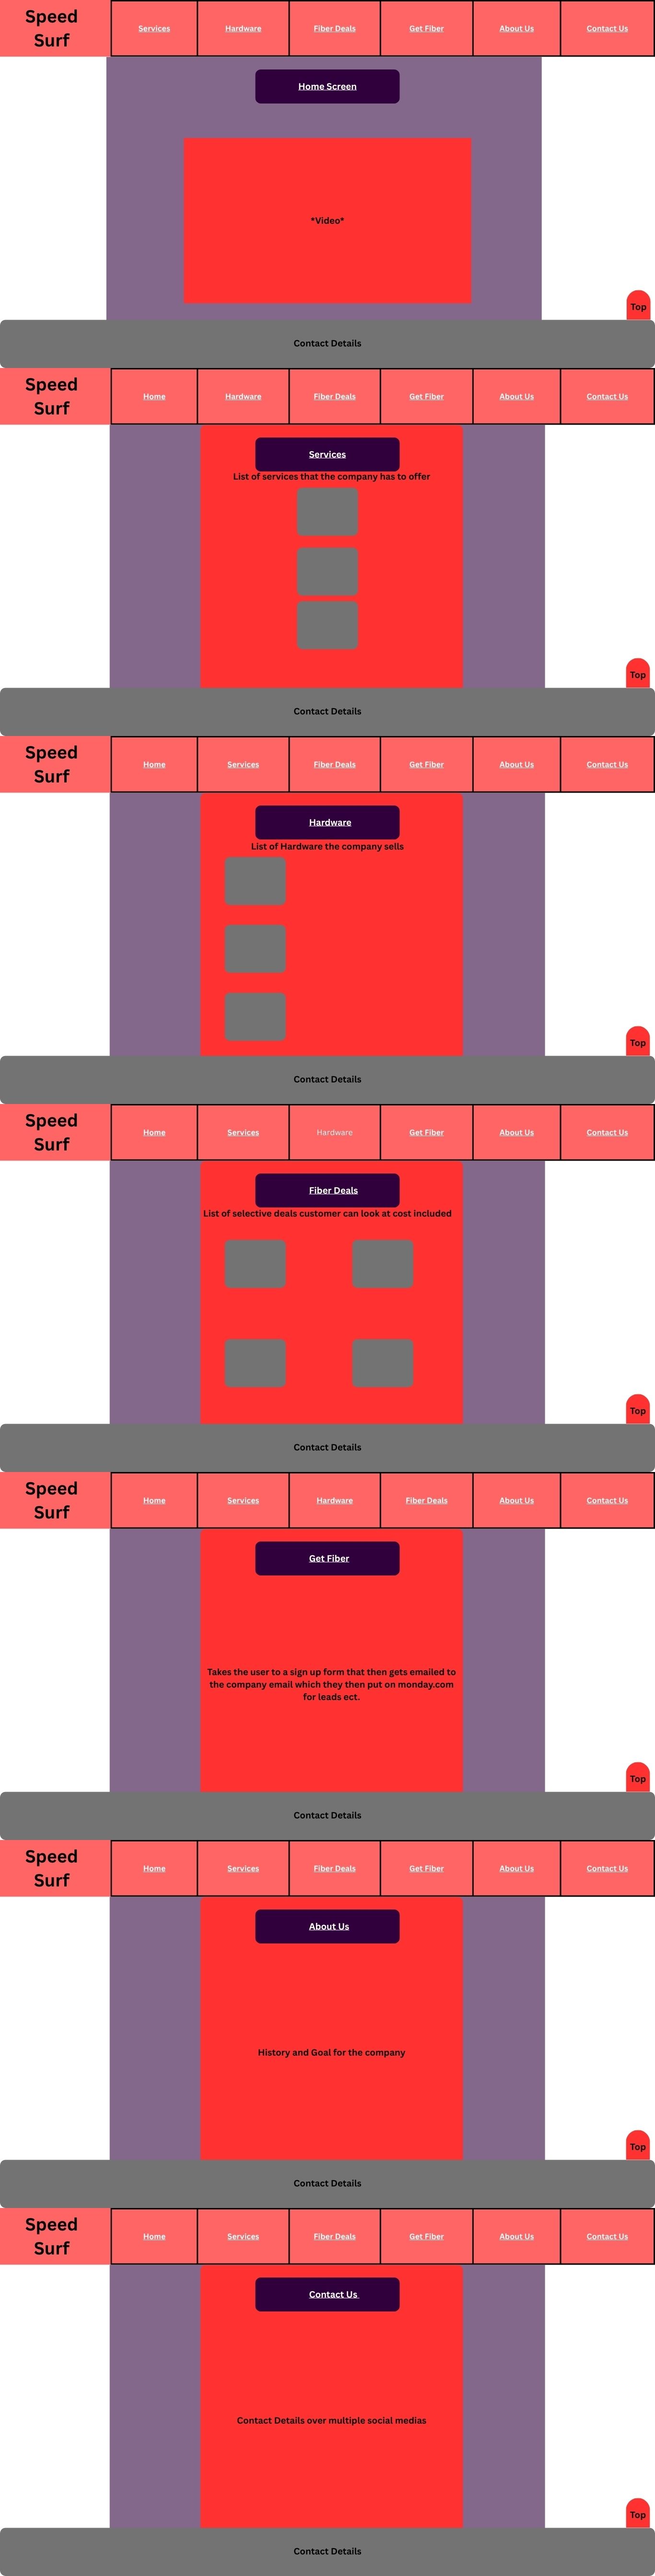 Speed
Surf
Services
Hardware
Fiber Deals
Get Fiber
About Us
Contact Us
Home Screen
*Video*
Top
Contact Details
Speed
Surf
Home
Hardware
Fiber Deals
Get Fiber
About Us
Contact Us
Services
List of services that the company has to offer
Top
Contact Details
Speed
Surf
Home
Services
Fiber Deals
Get Fiber
About Us
Contact Us
Hardware
List of Hardware the company sells
Top
Contact Details
Speed
Surf
Home
Services
Hardware
Get Fiber
About Us
Contact Us
Fiber Deals
List of selective deals customer can look at cost included
Top
Contact Details
Speed
Surf
Home
Services
Hardware
Fiber Deals
About Us
Contact Us
Get Fiber
Takes the user to a sign up form that then gets emailed to
the company email which they then put on monday.com
for leads ect.
Top
Contact Details
Speed
Surf
Home
Services
Fiber Deals
Get Fiber
About Us
Contact Us
About Us
History and Goal for the company
Top
Contact Details
Speed
Surf
Home
Services
Fiber Deals
Get Fiber
About Us
Contact Us
Contact Us
Contact Details over multiple social medias
Top
Contact Details